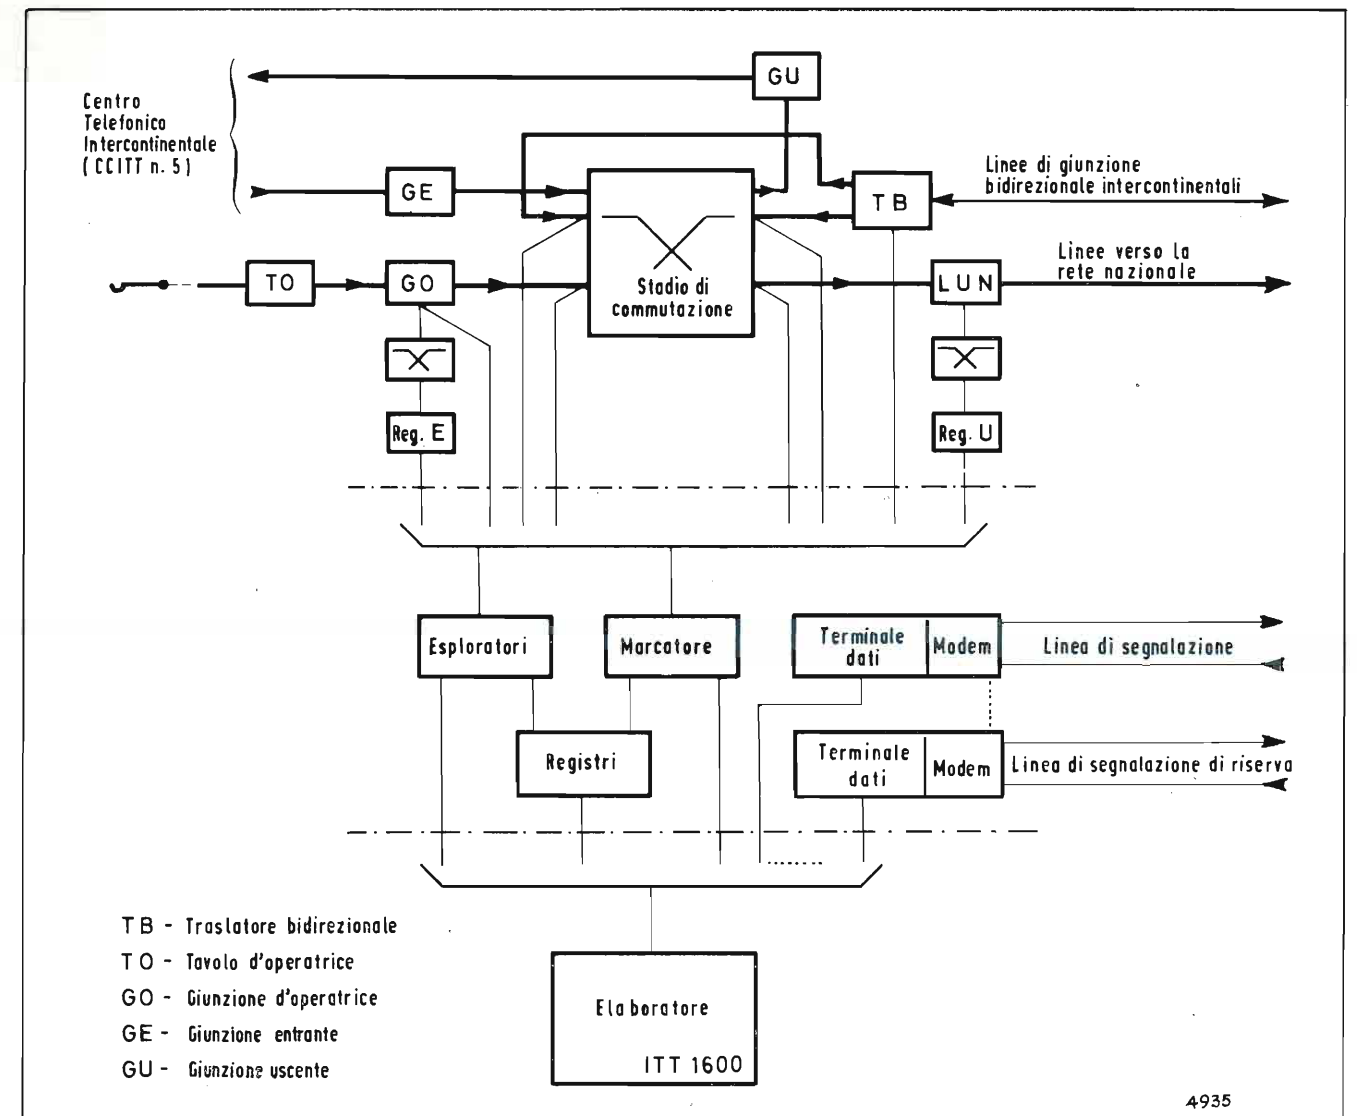 GU
Centro
Telefonico
Intercontinentale
(CCITT n. 5)
GE
TB
Linee di giunzione
bidirezionale intercontinentali
TO
GO
Stadio di
commutazione
LUN
Linee verso la
rete nazionale
Reg. E
Reg. U
Esploratori
Marcatore
Terminale
dati
Modem
Linea di segnalazione
Registri
Terminale
dati
Modem
Linea di segnalazione di riserva
TB - Traslatore bidirezionale
TO - Tavolo d'operatrice
GO - Giunzione d'operatrice
GE - Giunzione entrante
GU - Giunzione uscente
Elaboratore
ITT 1600
4935